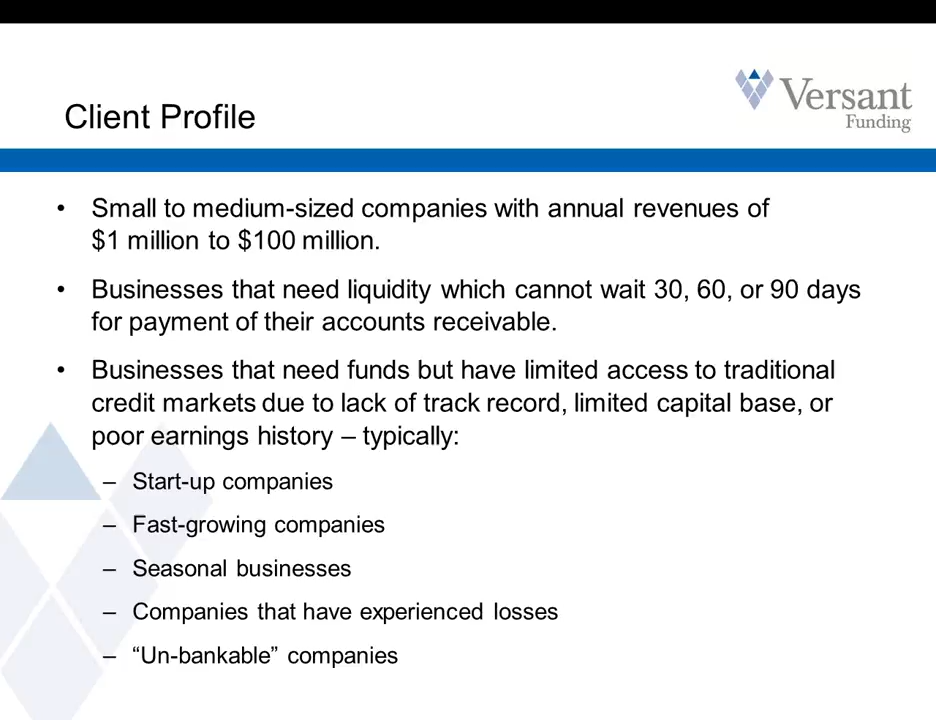 Versant
Funding
Client Profile
• Small to medium-sized companies with annual revenues of
$1 million to $100 million.
• Businesses that need liquidity which cannot wait 30, 60, or 90 days
for payment of their accounts receivable.
• Businesses that need funds but have limited access to traditional
credit markets due to lack of track record, limited capital base, or
poor earnings history – typically:
– Start-up companies
– Fast-growing companies
– Seasonal businesses
– Companies that have experienced losses
– “Un-bankable” companies